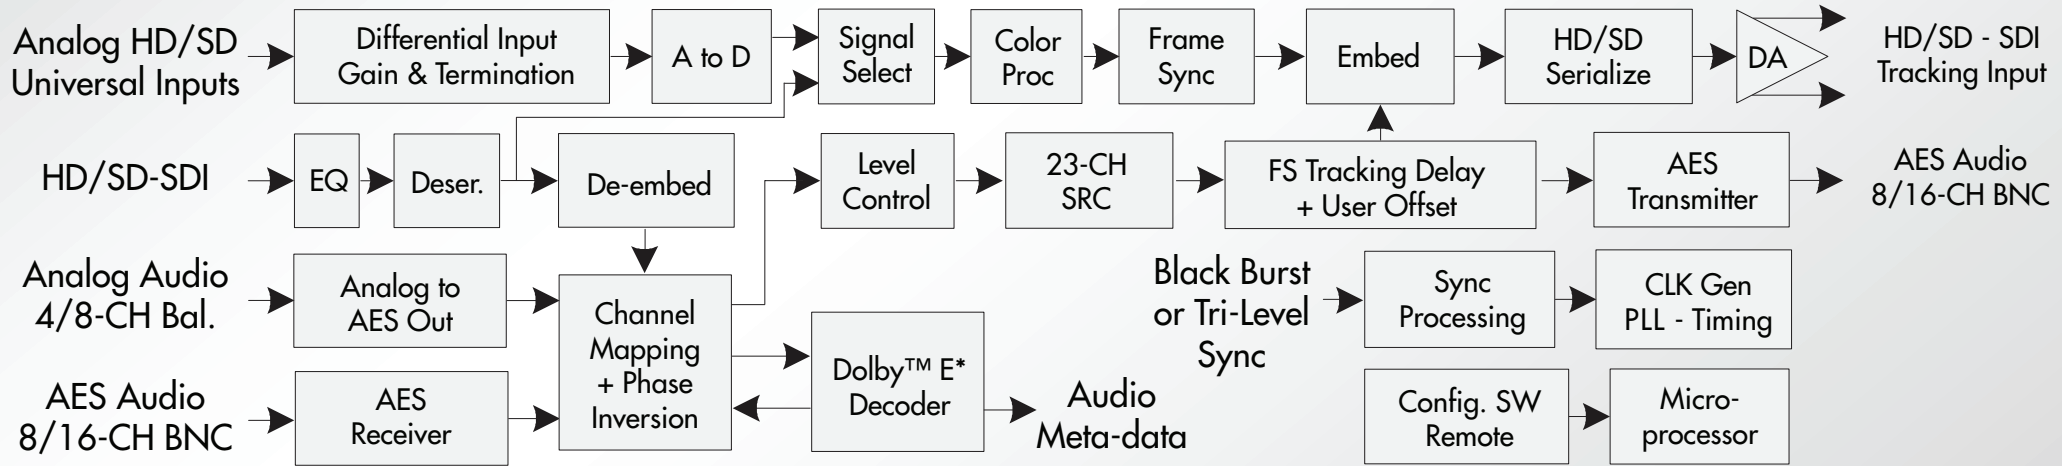 Analog HD/SD
Universal Inputs
Differential Input
Gain & Termination
A to D
Signal
Select
Color
Proc
Frame
Sync
Embed
HD/SD
Serialize
DA
HD/SD - SDI
Tracking Input
HD/SD-SDI
EQ
Deser.
De-embed
Level
Control
23-CH
SRC
FS Tracking Delay
+ User Offset
AES
Transmitter
AES Audio
8/16-CH BNC
Analog Audio
4/8-CH Bal.
Analog to
AES Out
Channel
Mapping
+ Phase
Inversion
Black Burst
or Tri-Level
Sync
Sync
Processing
CLK Gen
PLL - Timing
AES Audio
8/16-CH BNC
AES
Receiver
Dolby™ E*
Decoder
Audio
Meta-data
Config. SW
Remote
Micro-
processor